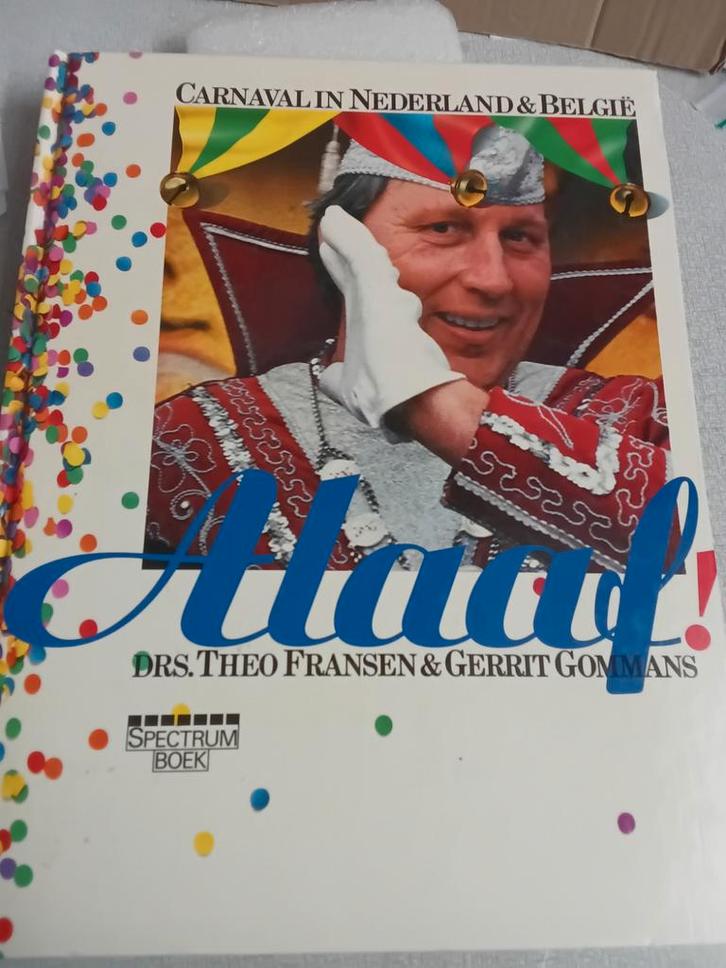 CARNAVAL IN NEDERLAND & BELGIË
Alaaf!
DRS. THEO FRANSEN & GERRIT GOMMANS
SPECTRUM
BOEK